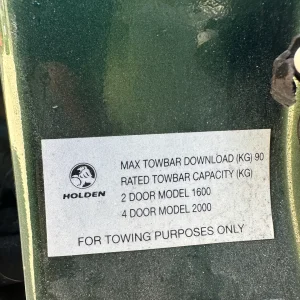 HOLDEN
MAX TOWBAR DOWNLOAD (KG) 90
RATED TOWBAR CAPACITY (KG)
2 DOOR MODEL 1600
4 DOOR MODEL 2000
FOR TOWING PURPOSES ONLY